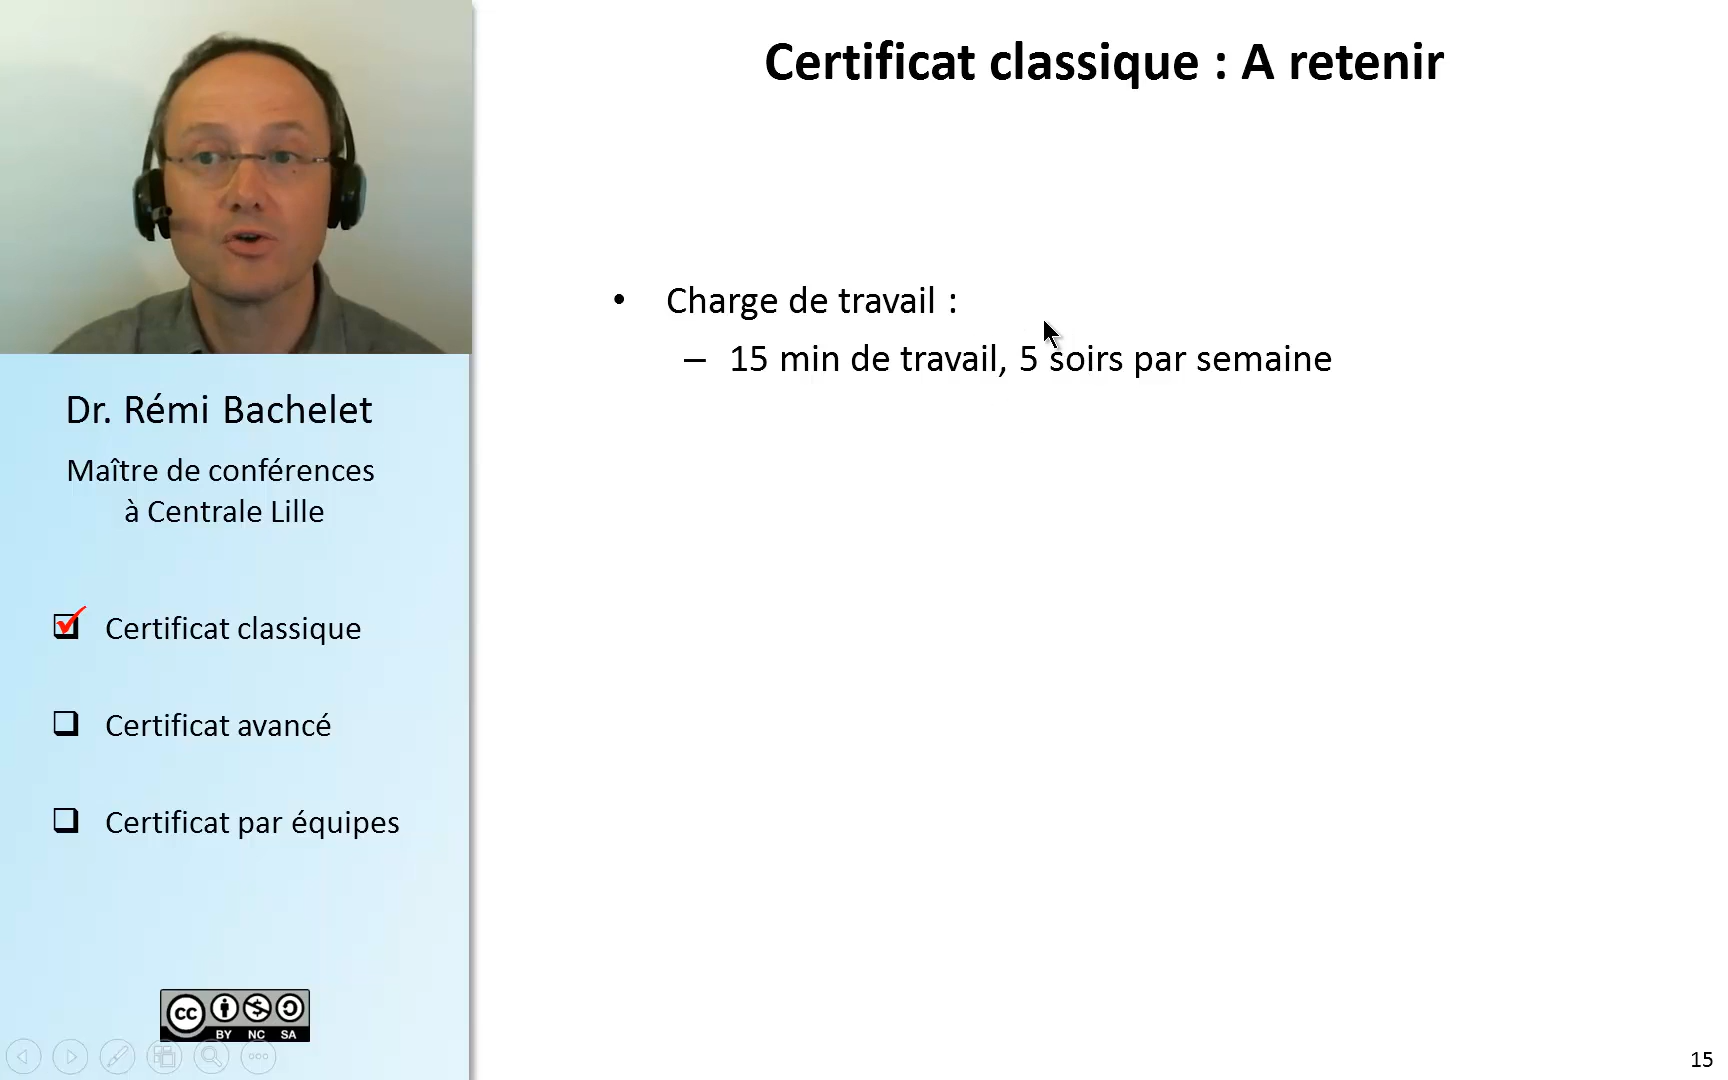 Certificat classique : A retenir
• Charge de travail :
– 15 min de travail, 5 soirs par semaine
Dr. Rémi Bachelet
Maître de conférences
à Centrale Lille
Certificat classique
Certificat avancé
Certificat par équipes
cc
BY NC SA
15